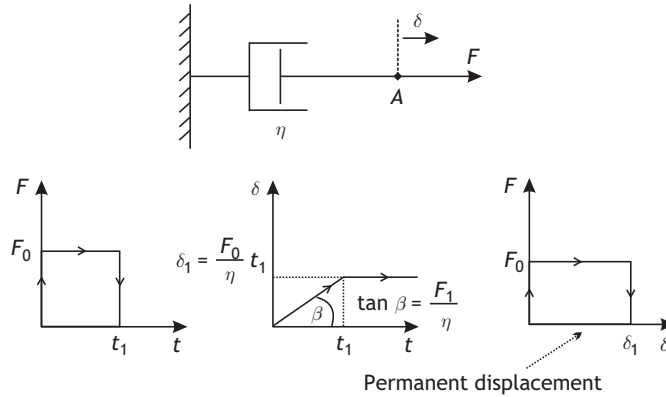 δ
F
A
η
F
F₀
t₁
t
δ
δ₁ = F₀/η t₁
β
tan β = F₁/η
t₁
t
F
F₀
δ₁
δ
Permanent displacement